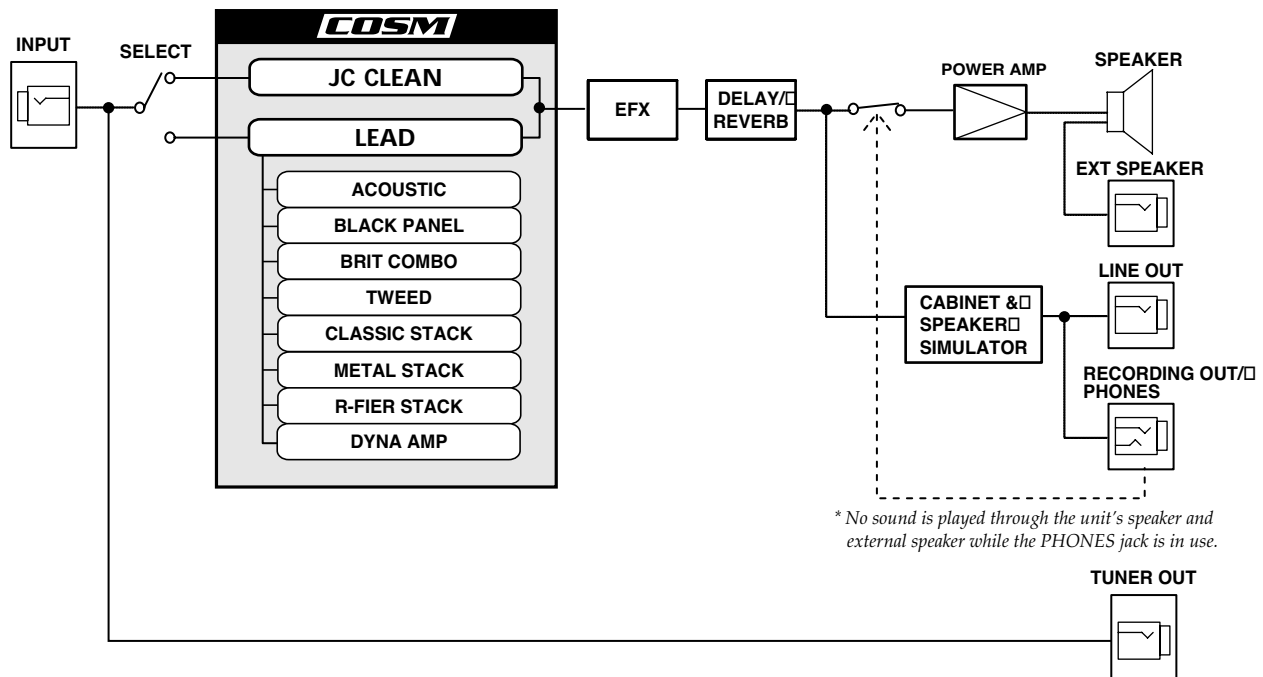 COSM
INPUT
SELECT
JC CLEAN
LEAD
ACOUSTIC
BLACK PANEL
BRIT COMBO
TWEED
CLASSIC STACK
METAL STACK
R-FIER STACK
DYNA AMP
EFX
DELAY/□
REVERB
POWER AMP
SPEAKER
EXT SPEAKER
LINE OUT
CABINET &□
SPEAKER□
SIMULATOR
RECORDING OUT/□
PHONES
* No sound is played through the unit’s speaker and
external speaker while the PHONES jack is in use.
TUNER OUT